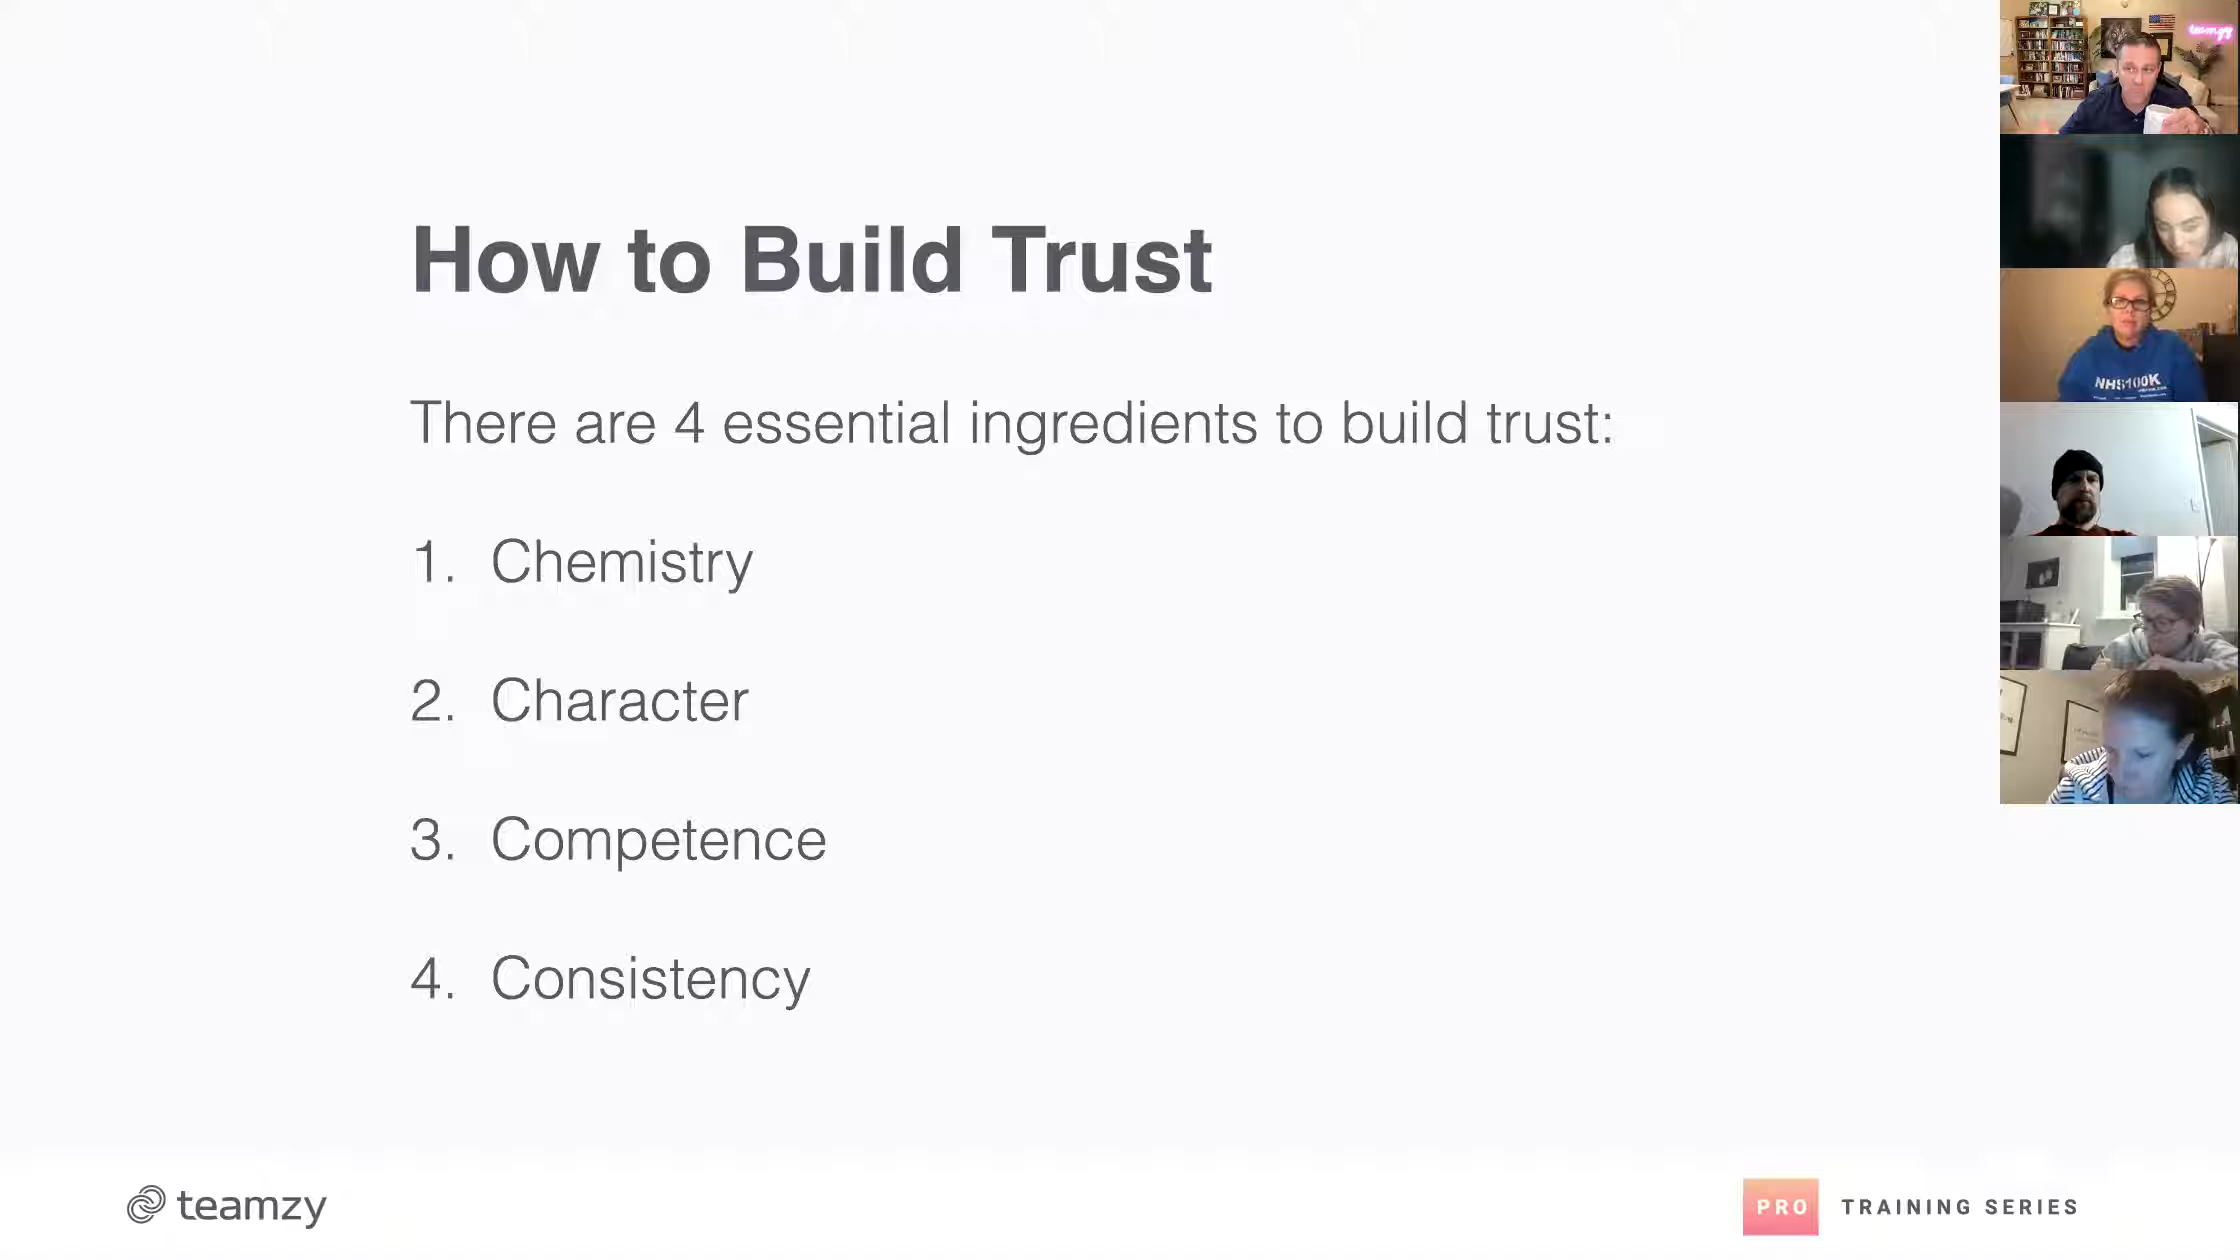 How to Build Trust
There are 4 essential ingredients to build trust:
1. Chemistry
2. Character
3. Competence
4. Consistency
teamzy
PRO TRAINING SERIES
teamzy
NHS100K